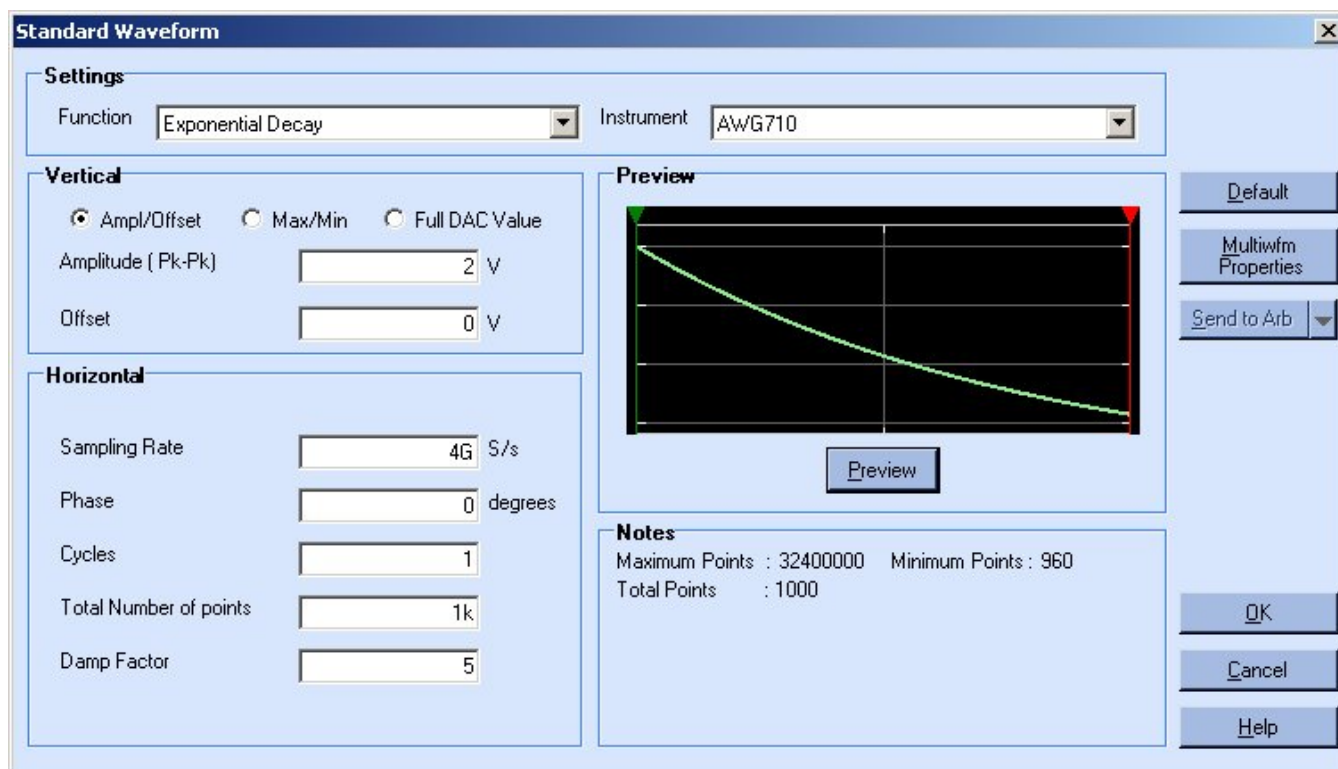 Standard Waveform
Settings
Function
Exponential Decay
Instrument
AWG710
Vertical
Ampl/Offset
Max/Min
Full DAC Value
Amplitude ( Pk-Pk)
2 V
Offset
0 V
Horizontal
Sampling Rate
4G S/s
Phase
0 degrees
Cycles
1
Total Number of points
1k
Damp Factor
5
Preview
Preview
Notes
Maximum Points : 32400000 Minimum Points : 960
Total Points : 1000
Default
Multiwfm
Properties
Send to Arb
OK
Cancel
Help